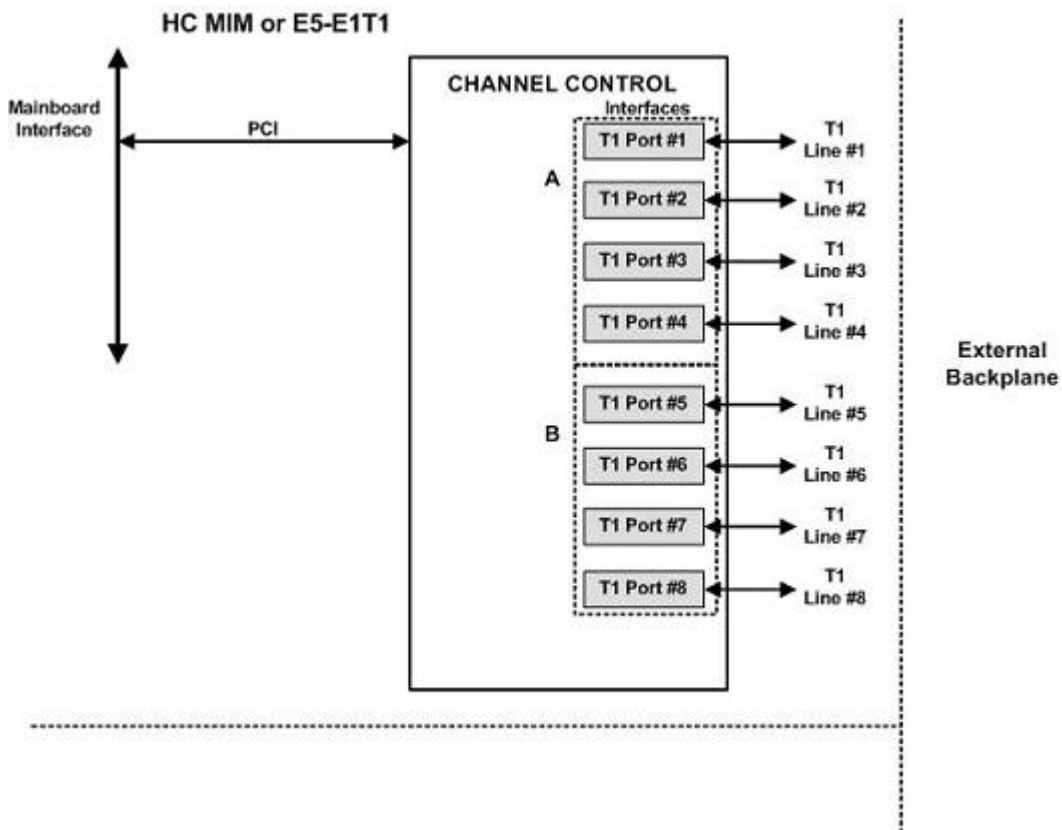 HC MIM or E5-E1T1
Mainboard
Interface
PCI
CHANNEL CONTROL
Interfaces
A
T1 Port #1
T1
Line #1
T1 Port #2
T1
Line #2
T1 Port #3
T1
Line #3
T1 Port #4
T1
Line #4
B
T1 Port #5
T1
Line #5
T1 Port #6
T1
Line #6
T1 Port #7
T1
Line #7
T1 Port #8
T1
Line #8
External
Backplane